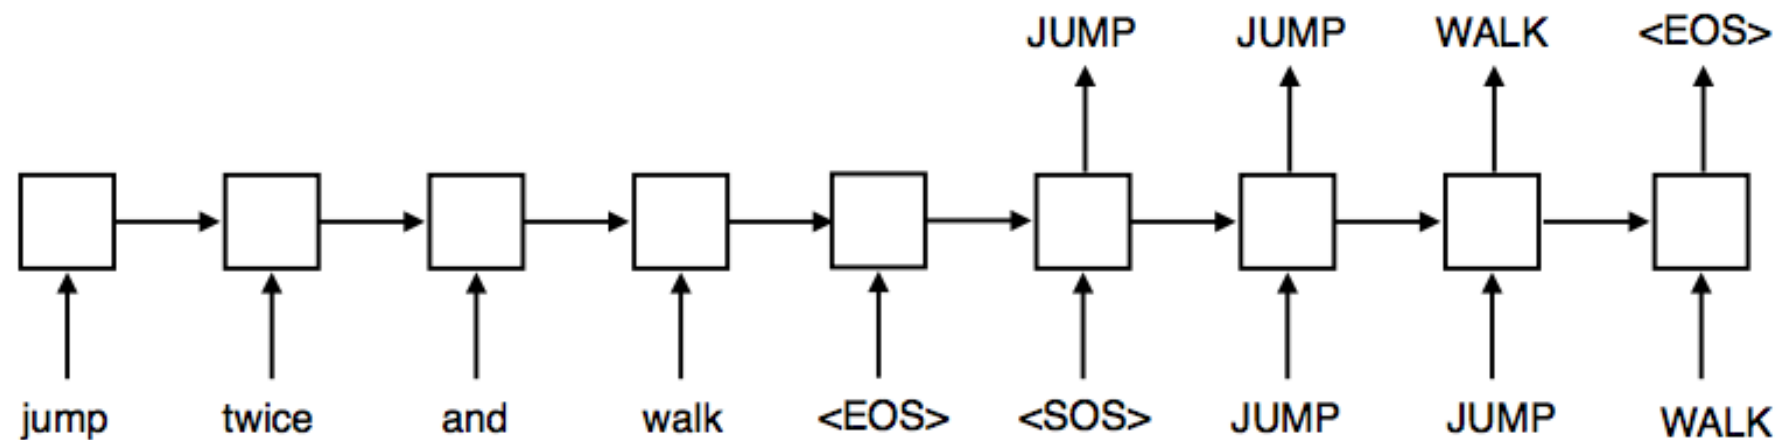 JUMP JUMP WALK <EOS>
jump twice and walk <EOS> <SOS> JUMP JUMP WALK